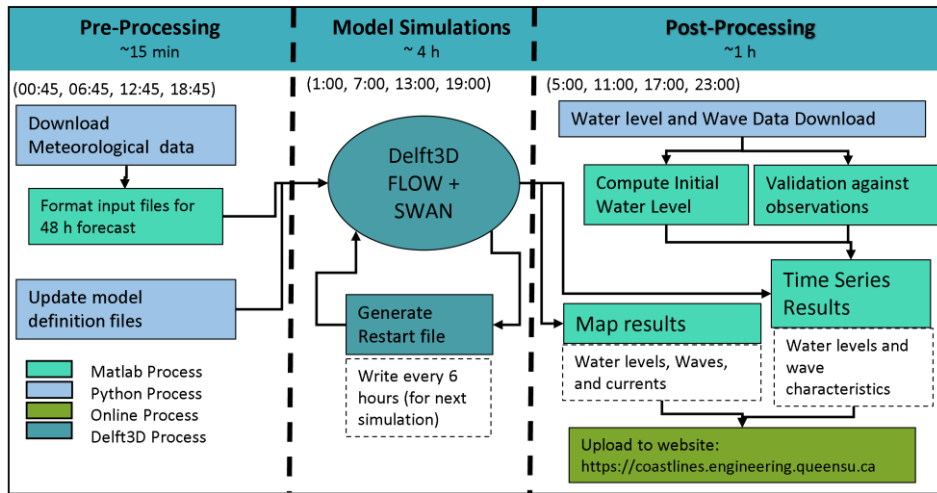 Pre-Processing
~15 min
Model Simulations
~ 4 h
Post-Processing
~1 h
(00:45, 06:45, 12:45, 18:45)
Download
Meteorological data
Format input files for
48 h forecast
Update model
definition files
Matlab Process
Python Process
Online Process
Delft3D Process
(1:00, 7:00, 13:00, 19:00)
Delft3D
FLOW +
SWAN
Generate
Restart file
Write every 6
hours (for next
simulation)
(5:00, 11:00, 17:00, 23:00)
Water level and Wave Data Download
Compute Initial
Water Level
Validation against
observations
Time Series
Results
Water levels and
wave
characteristics
Map results
Water levels, Waves,
and currents
Upload to website:
https://coastlines.engineering.queensu.ca